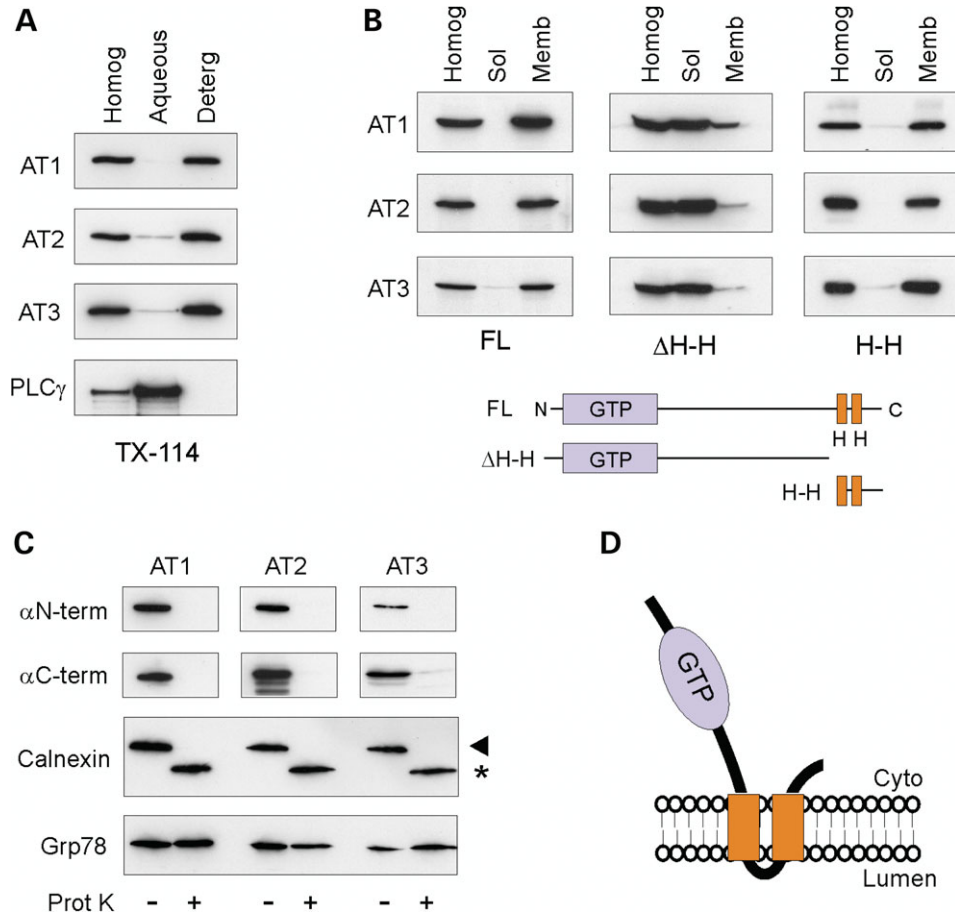 A
Homog Aqueous Deterg
AT1
AT2
AT3
PLCγ
TX-114
B
Homog Sol Memb Homog Sol Memb Homog Sol Memb
AT1
AT2
AT3
FL ΔH-H H-H
FL N GTP C
H H
ΔH-H GTP
H-H
C
AT1 AT2 AT3
αN-term
αC-term
Calnexin
*
Grp78
Prot K - + - + - +
D
GTP
Cyto
Lumen